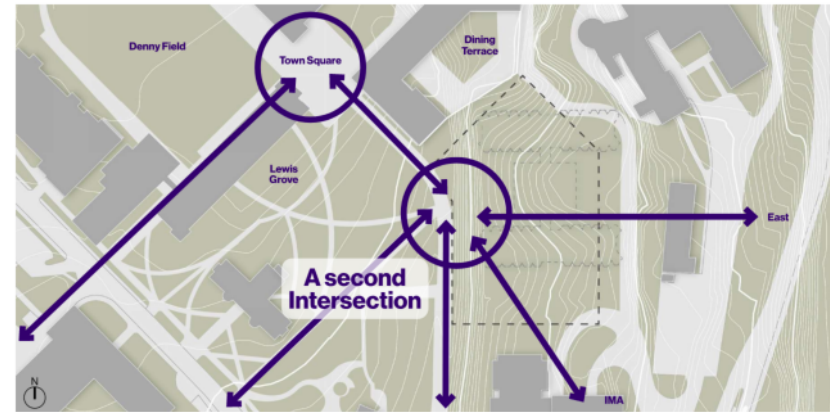 Denny Field
Town Square
Dining
Terrace
Lewis
Grove
East
A second
Intersection
N
IMA